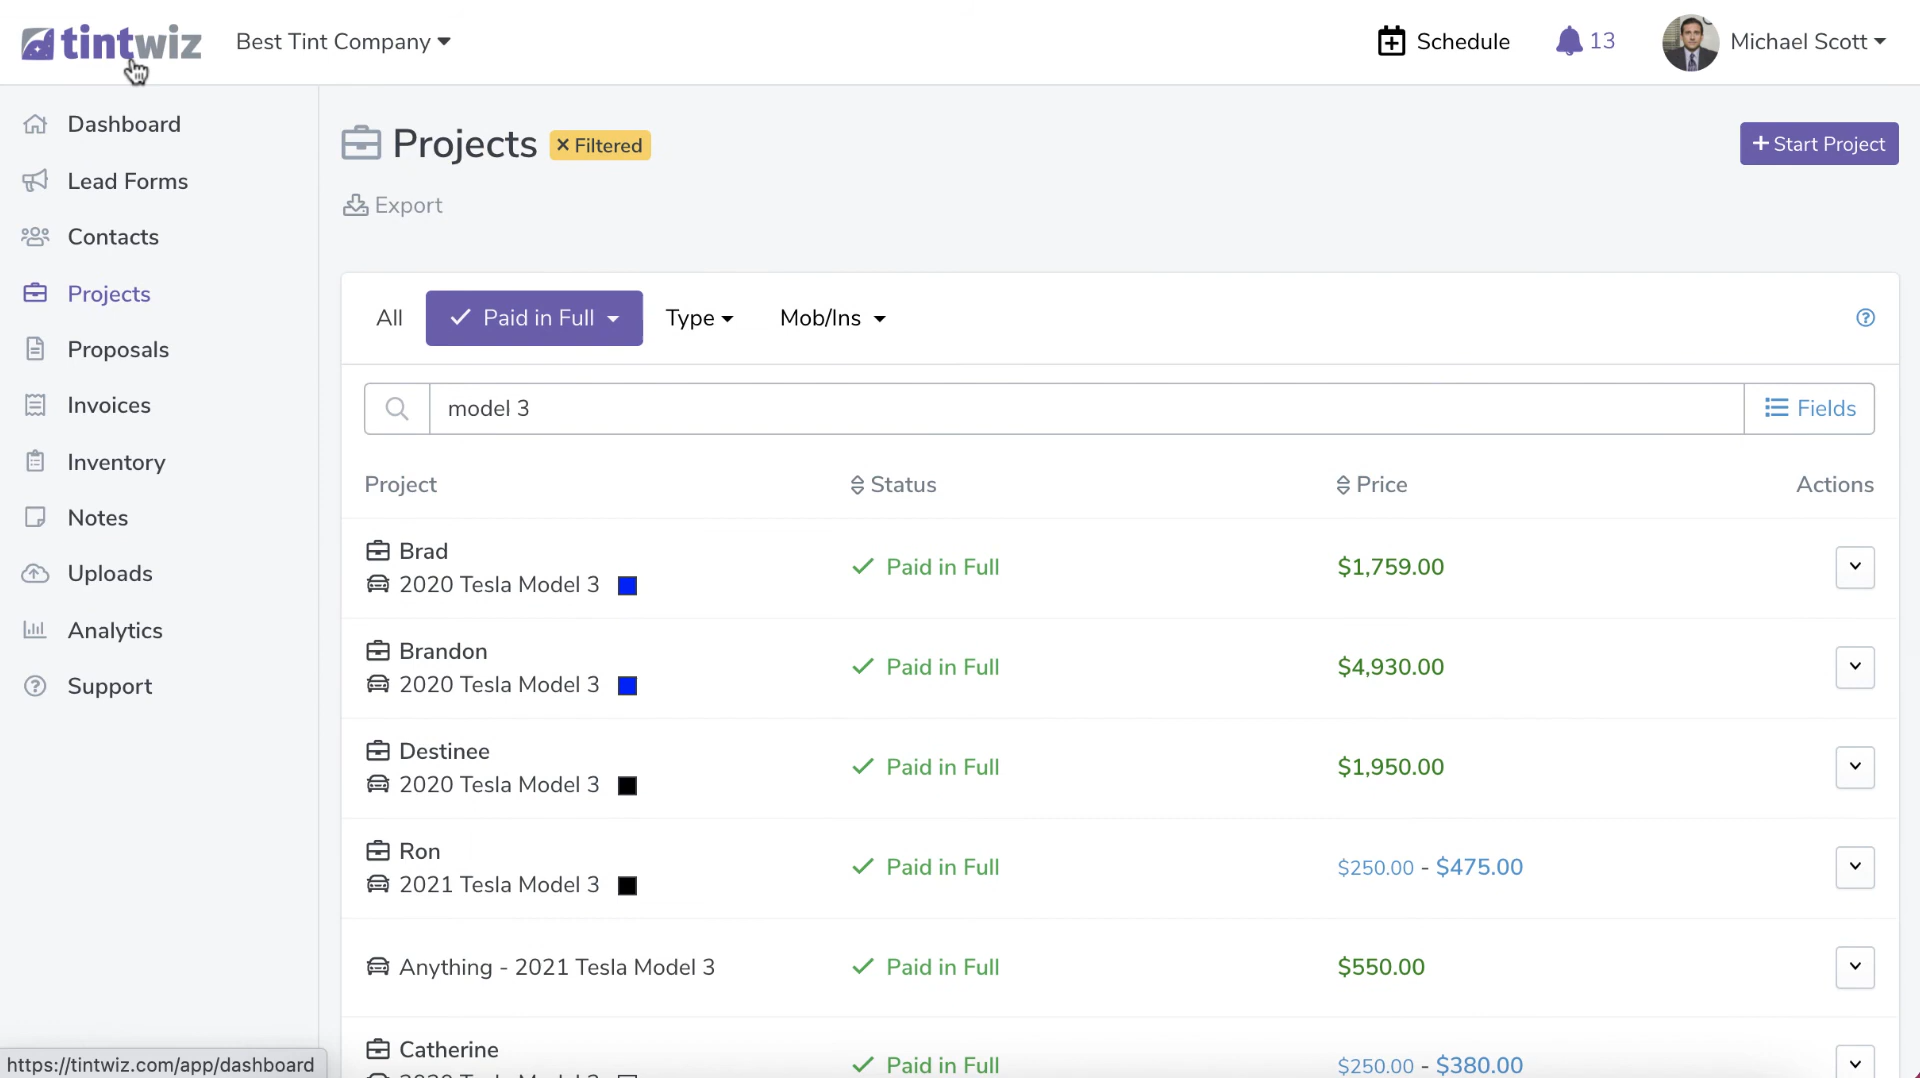 tintwiz
Best Tint Company
Schedule
13
Michael Scott
Dashboard
Lead Forms
Contacts
Projects
Proposals
Invoices
Inventory
Notes
Uploads
Analytics
Support
Projects × Filtered
+ Start Project
Export
All
Paid in Full
Type
Mob/Ins
model 3
Fields
Project Status Price Actions
Brad
2020 Tesla Model 3
Paid in Full
$1,759.00
Brandon
2020 Tesla Model 3
Paid in Full
$4,930.00
Destinee
2020 Tesla Model 3
Paid in Full
$1,950.00
Ron
2021 Tesla Model 3
Paid in Full
$250.00 - $475.00
Anything - 2021 Tesla Model 3
Paid in Full
$550.00
Catherine
Paid in Full
$250.00 - $380.00
https://tintwiz.com/app/dashboard